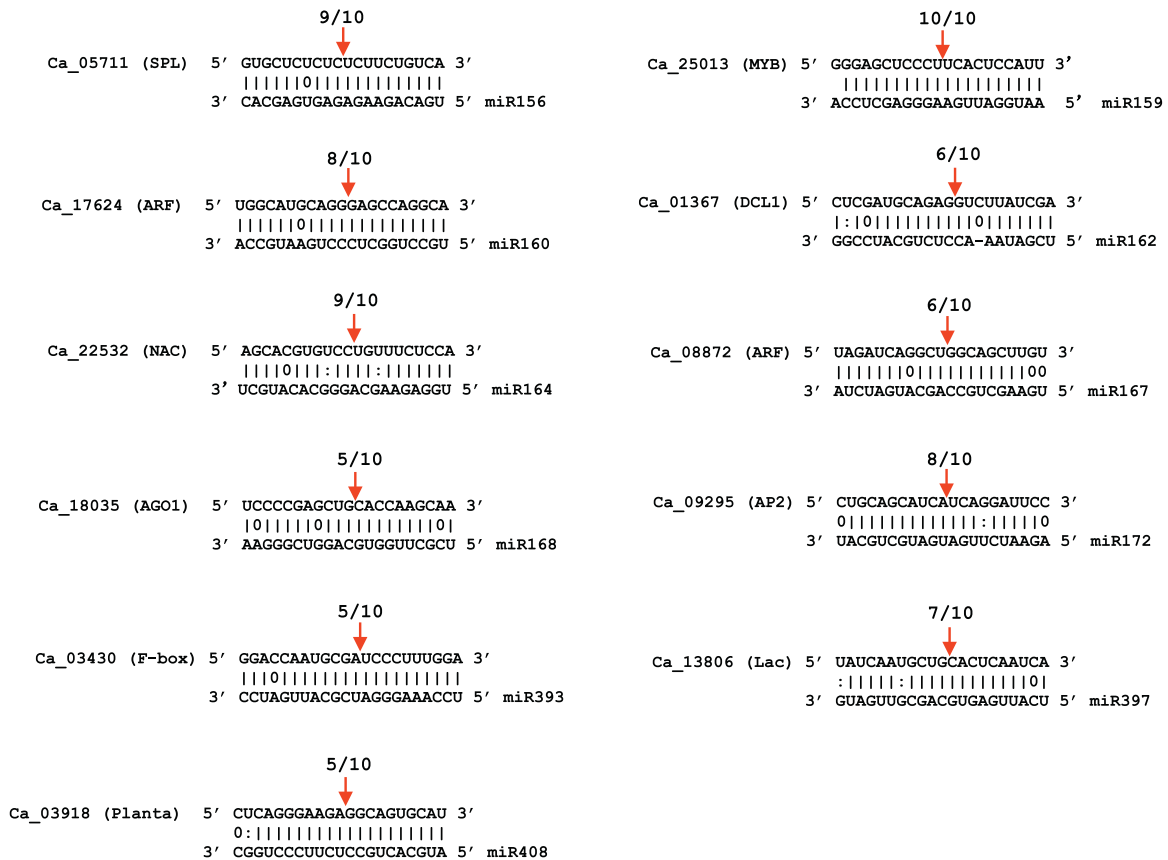 9/10
Ca_05711 (SPL) 5′ GUGCUCUCUCUCUUCUGUCA 3′
||||||0|||||||||||||
3′ CACGAGUGAGAGAAGACAGU 5′ miR156
10/10
Ca_25013 (MYB) 5′ GGGAGCUCCCUUCACUCCAUU 3’
||||||||||||||||||||
3′ ACCUCGAGGGAAGUUAGGUAA 5’ miR159
8/10
Ca_17624 (ARF) 5′ UGGCAUGCAGGGAGCCAGGCA 3′
||||||0||||||||||||||
3′ ACCGUAAGUCCCUCGGUCCGU 5′ miR160
6/10
Ca_01367 (DCL1) 5′ CUCGAUGCAGAGGUCUUAUCGA 3′
|:|0||||||||||0|||||||
3′ GGCCUACGUCUCCA-AAUAGCU 5′ miR162
9/10
Ca_22532 (NAC) 5′ AGCACGUGUCCUGUUUCUCCA 3′
||||0|||:||||:|||||||
3’ UCGUACACGGGACGAAGAGGU 5′ miR164
6/10
Ca_08872 (ARF) 5′ UAGAUCAGGCUGGCAGCUUGU 3′
|||||||0|||||||||||00
3′ AUCUAGUACGACCGUCGAAGU 5′ miR167
5/10
Ca_18035 (AGO1) 5′ UCCCCGAGCUGCACCAAGCAA 3′
|0|||||0|||||||||||0|
3′ AAGGGCUGGACGUGGUUCGCU 5′ miR168
8/10
Ca_09295 (AP2) 5′ CUGCAGCAUCAUCAGGAUUCC 3′
0|||||||||||||:|||||0
3′ UACGUCGUAGUAGUUCUAAGA 5′ miR172
5/10
Ca_03430 (F-box) 5′ GGACCAAUGCGAUCCCUUUGGA 3′
|||0||||||||||||||||||
3′ CCUAGUUACGCUAGGGAAACCU 5′ miR393
7/10
Ca_13806 (Lac) 5′ UAUCAAUGCUGCACUCAAUCA 3′
:|||||:||||||||||||0|
3′ GUAGUUGCGACGUGAGUUACU 5′ miR397
5/10
Ca_03918 (Planta) 5′ CUCAGGGAAGAGGCAGUGCAU 3′
0:|||||||||||||||||||
3′ CGGUCCCUUCUCCGUCACGUA 5′ miR408